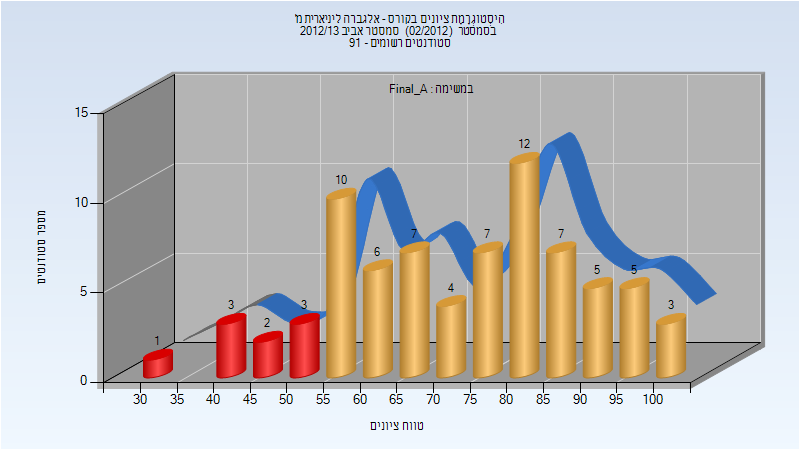 היסטוגרמת ציונים בקורס - אלגברה ליניארית מ'
בסמסטר (02/2012) סמסטר אביב 2012/13
סטודנטים רשומים - 91
במשימה : Final_A
מספר סטודנטים
15
10
5
0
1
3
2
3
10
6
7
4
7
12
7
5
5
3
30 35 40 45 50 55 60 65 70 75 80 85 90 95 100
טווח ציונים